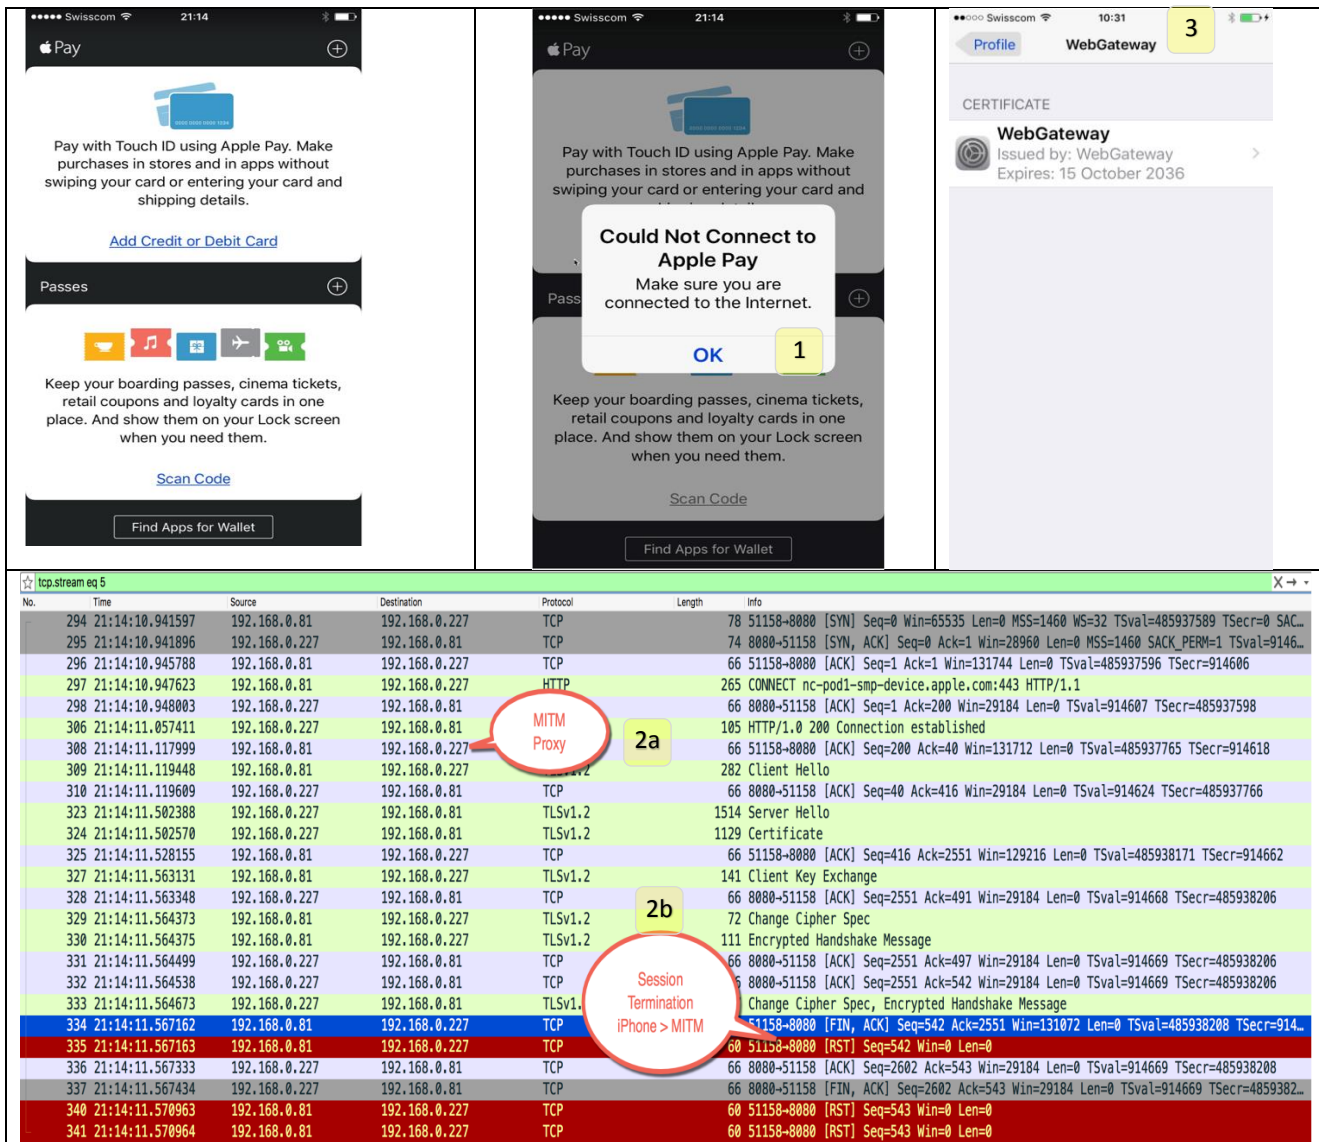 ●●●●● Swisscom 21:14
Pay
Pay with Touch ID using Apple Pay. Make
purchases in stores and in apps without
swiping your card or entering your card and
shipping details.
Add Credit or Debit Card
Passes
Keep your boarding passes, cinema tickets,
retail coupons and loyalty cards in one
place. And show them on your Lock screen
when you need them.
Scan Code
Find Apps for Wallet
●●●●● Swisscom 21:14
Pay
Pay with Touch ID using Apple Pay. Make
purchases in stores and in apps without
swiping your card or entering your card and
Could Not Connect to
Apple Pay
Make sure you are
connected to the Internet.
OK
1
Pass
Keep your boarding passes, cinema tickets,
retail coupons and loyalty cards in one
place. And show them on your Lock screen
when you need them.
Scan Code
Find Apps for Wallet
●●○○○ Swisscom 10:31
3
Profile WebGateway
CERTIFICATE
WebGateway
Issued by: WebGateway
Expires: 15 October 2036
tcp.stream eq 5
No. Time Source Destination Protocol Length Info
294 21:14:10.941597 192.168.0.81 192.168.0.227 TCP 78 51158→8080 [SYN] Seq=0 Win=65535 Len=0 MSS=1460 WS=32 TSval=485937589 TSecr=0 SAC…
295 21:14:10.941896 192.168.0.227 192.168.0.81 TCP 74 8080→51158 [SYN, ACK] Seq=0 Ack=1 Win=28960 Len=0 MSS=1460 SACK_PERM=1 TSval=9146…
296 21:14:10.945788 192.168.0.81 192.168.0.227 TCP 66 51158→8080 [ACK] Seq=1 Ack=1 Win=131744 Len=0 TSval=485937596 TSecr=914606
297 21:14:10.947623 192.168.0.81 192.168.0.227 HTTP 265 CONNECT nc-pod1-smp-device.apple.com:443 HTTP/1.1
298 21:14:10.948003 192.168.0.227 192.168.0.81 66 8080→51158 [ACK] Seq=1 Ack=200 Win=29184 Len=0 TSval=914607 TSecr=485937598
306 21:14:11.057411 192.168.0.227 192.168.0.81 105 HTTP/1.0 200 Connection established
308 21:14:11.117999 192.168.0.81 192.168.0.227 66 51158→8080 [ACK] Seq=200 Ack=40 Win=131712 Len=0 TSval=485937765 TSecr=914618
309 21:14:11.119448 192.168.0.81 192.168.0.227 TLSv1.2 282 Client Hello
310 21:14:11.119609 192.168.0.227 192.168.0.81 TCP 66 8080→51158 [ACK] Seq=40 Ack=416 Win=29184 Len=0 TSval=914624 TSecr=485937766
323 21:14:11.502388 192.168.0.227 192.168.0.81 TLSv1.2 1514 Server Hello
324 21:14:11.502570 192.168.0.227 192.168.0.81 TLSv1.2 1129 Certificate
325 21:14:11.528155 192.168.0.81 192.168.0.227 TCP 66 51158→8080 [ACK] Seq=416 Ack=2551 Win=129216 Len=0 TSval=485938171 TSecr=914662
327 21:14:11.563131 192.168.0.81 192.168.0.227 TLSv1.2 141 Client Key Exchange
328 21:14:11.563348 192.168.0.227 192.168.0.81 TCP 66 8080→51158 [ACK] Seq=2551 Ack=491 Win=29184 Len=0 TSval=914668 TSecr=485938206
329 21:14:11.564373 192.168.0.81 192.168.0.227 TLSv1.2 72 Change Cipher Spec
330 21:14:11.564375 192.168.0.81 192.168.0.227 TLSv1.2 111 Encrypted Handshake Message
331 21:14:11.564499 192.168.0.227 192.168.0.81 TCP 66 8080→51158 [ACK] Seq=2551 Ack=497 Win=29184 Len=0 TSval=914669 TSecr=485938206
332 21:14:11.564538 192.168.0.227 192.168.0.81 TCP 8080→51158 [ACK] Seq=2551 Ack=542 Win=29184 Len=0 TSval=914669 TSecr=485938206
333 21:14:11.564673 192.168.0.227 192.168.0.81 TLSv1. Change Cipher Spec, Encrypted Handshake Message
334 21:14:11.567162 192.168.0.81 192.168.0.227 TCP 51158→8080 [FIN, ACK] Seq=542 Ack=2551 Win=131072 Len=0 TSval=485938208 TSecr=914…
335 21:14:11.567163 192.168.0.81 192.168.0.227 TCP 60 51158→8080 [RST] Seq=542 Win=0 Len=0
336 21:14:11.567333 192.168.0.227 192.168.0.81 TCP 66 8080→51158 [ACK] Seq=2602 Ack=543 Win=29184 Len=0 TSval=914669 TSecr=485938208
337 21:14:11.567434 192.168.0.227 192.168.0.81 TCP 66 8080→51158 [FIN, ACK] Seq=2602 Ack=543 Win=29184 Len=0 TSval=914669 TSecr=4859382…
340 21:14:11.570963 192.168.0.81 192.168.0.227 TCP 60 51158→8080 [RST] Seq=543 Win=0 Len=0
341 21:14:11.570964 192.168.0.81 192.168.0.227 TCP 60 51158→8080 [RST] Seq=543 Win=0 Len=0
MITM
Proxy
2a
2b
Session
Termination
iPhone > MITM